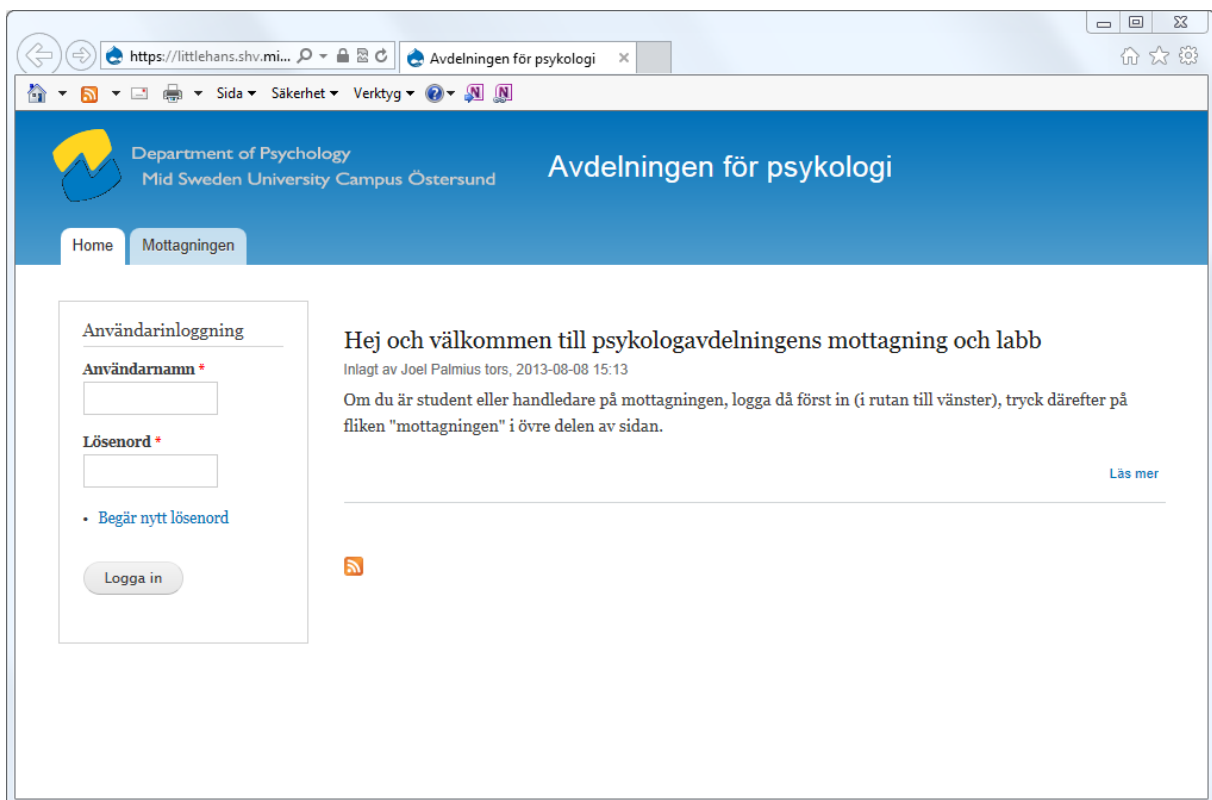 https://littlehans.shv.mi...
Avdelningen för psykologi
Sida
Säkerhet
Verktyg
Department of Psychology
Mid Sweden University Campus Östersund
Avdelningen för psykologi
Home
Mottagningen
Användarinloggning
Användarnamn *
Lösenord *
• Begär nytt lösenord
Logga in
Hej och välkommen till psykologavdelningens mottagning och labb
Inlagt av Joel Palmius tors, 2013-08-08 15:13
Om du är student eller handledare på mottagningen, logga då först in (i rutan till vänster), tryck därefter på
fliken "mottagningen" i övre delen av sidan.
Läs mer